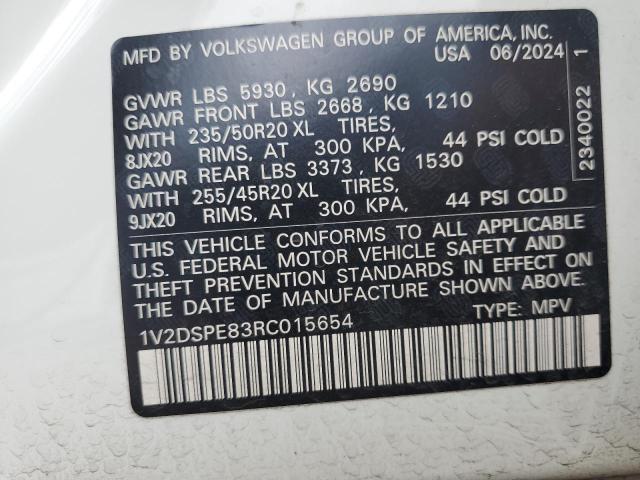 MFD BY VOLKSWAGEN GROUP OF AMERICA, INC.
USA 06/2024
GVWR LBS 5930, KG 2690
GAWR FRONT LBS 2668, KG 1210
WITH 235/50R20 XL TIRES,
8JX20 RIMS, AT 300 KPA, 44 PSI COLD
GAWR REAR LBS 3373, KG 1530
WITH 255/45R20 XL TIRES,
9JX20 RIMS, AT 300 KPA, 44 PSI COLD
THIS VEHICLE CONFORMS TO ALL APPLICABLE
U.S. FEDERAL MOTOR VEHICLE SAFETY AND
THEFT PREVENTION STANDARDS IN EFFECT ON
THE DATE OF MANUFACTURE SHOWN ABOVE.
1V2DSPE83RC015654 TYPE: MPV
2340022 1